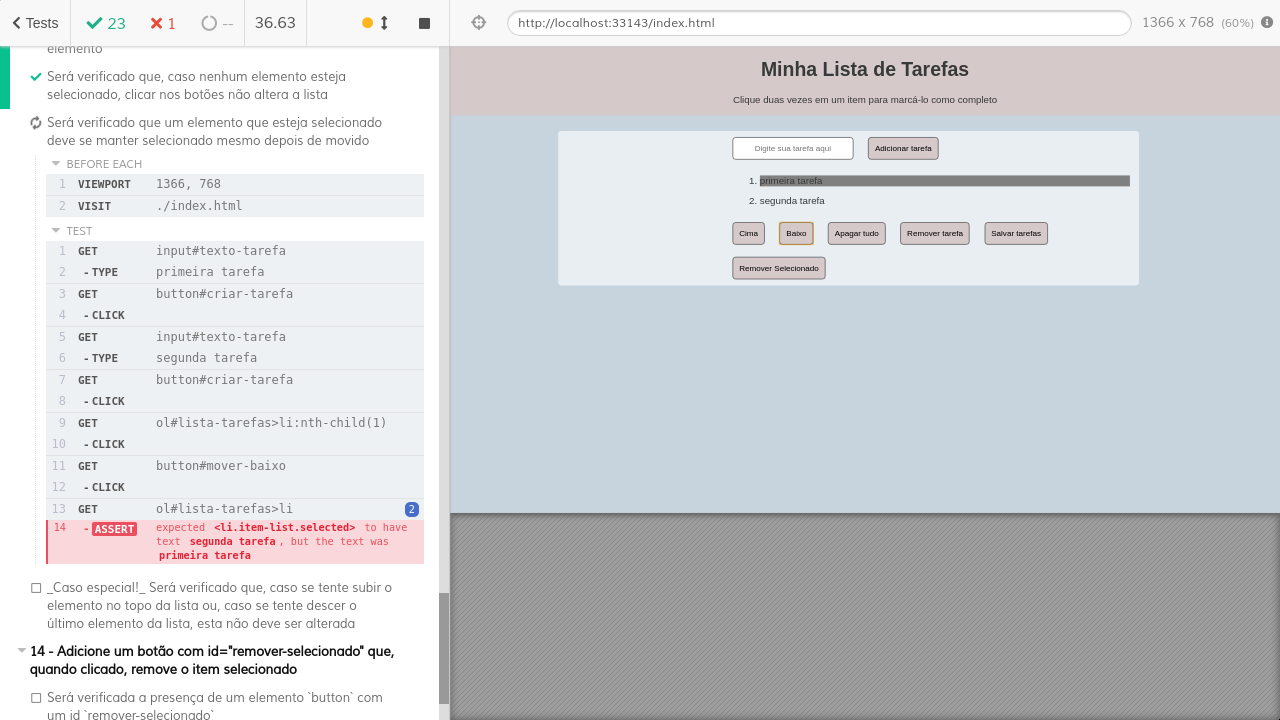 Tests
23
1
--
36.63
http://localhost:33143/index.html
1366 x 768 (60%)
elemento
Será verificado que, caso nenhum elemento esteja
selecionado, clicar nos botões não altera a lista
Será verificado que um elemento que esteja selecionado
deve se manter selecionado mesmo depois de movido
BEFORE EACH
1 VIEWPORT 1366, 768
2 VISIT ./index.html
TEST
1 GET input#texto-tarefa
2 -TYPE primeira tarefa
3 GET button#criar-tarefa
4 -CLICK
5 GET input#texto-tarefa
6 -TYPE segunda tarefa
7 GET button#criar-tarefa
8 -CLICK
9 GET ol#lista-tarefas>li:nth-child(1)
10 -CLICK
11 GET button#mover-baixo
12 -CLICK
13 GET ol#lista-tarefas>li 2
14 -ASSERT expected <li.item-list.selected> to have
text segunda tarefa, but the text was
primeira tarefa
_Caso especial!_ Será verificado que, caso se tente subir o
elemento no topo da lista ou, caso se tente descer o
último elemento da lista, esta não deve ser alterada
14 - Adicione um botão com id="remover-selecionado" que,
quando clicado, remove o item selecionado
Será verificada a presença de um elemento `button` com
um id `remover-selecionado`
Minha Lista de Tarefas
Clique duas vezes em um item para marcá-lo como completo
Digite sua tarefa aqui
Adicionar tarefa
1. primeira tarefa
2. segunda tarefa
Cima
Baixo
Apagar tudo
Remover tarefa
Salvar tarefas
Remover Selecionado